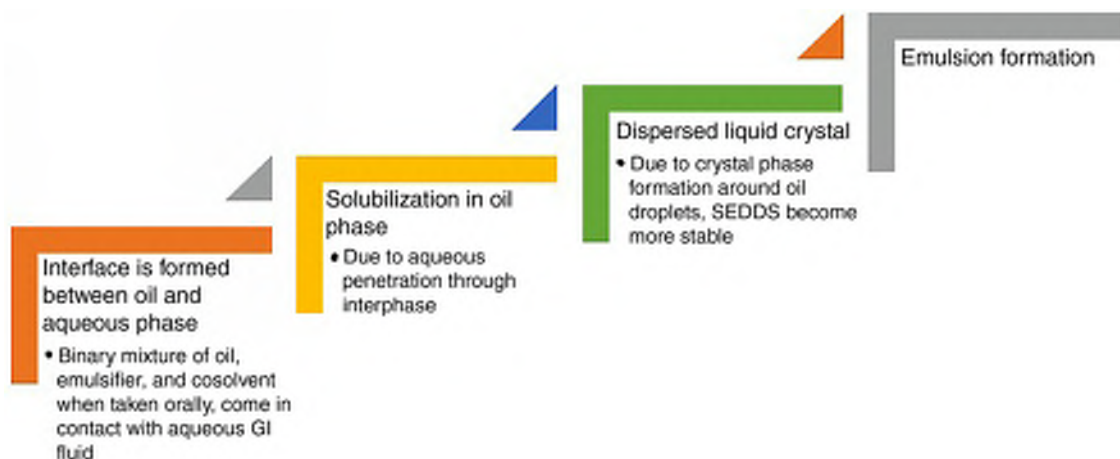 Interface is formed
between oil and
aqueous phase
• Binary mixture of oil,
emulsifier, and cosolvent
when taken orally, come in
contact with aqueous GI
fluid
Solubilization in oil
phase
• Due to aqueous
penetration through
interphase
Dispersed liquid crystal
• Due to crystal phase
formation around oil
droplets, SEDDS become
more stable
Emulsion formation